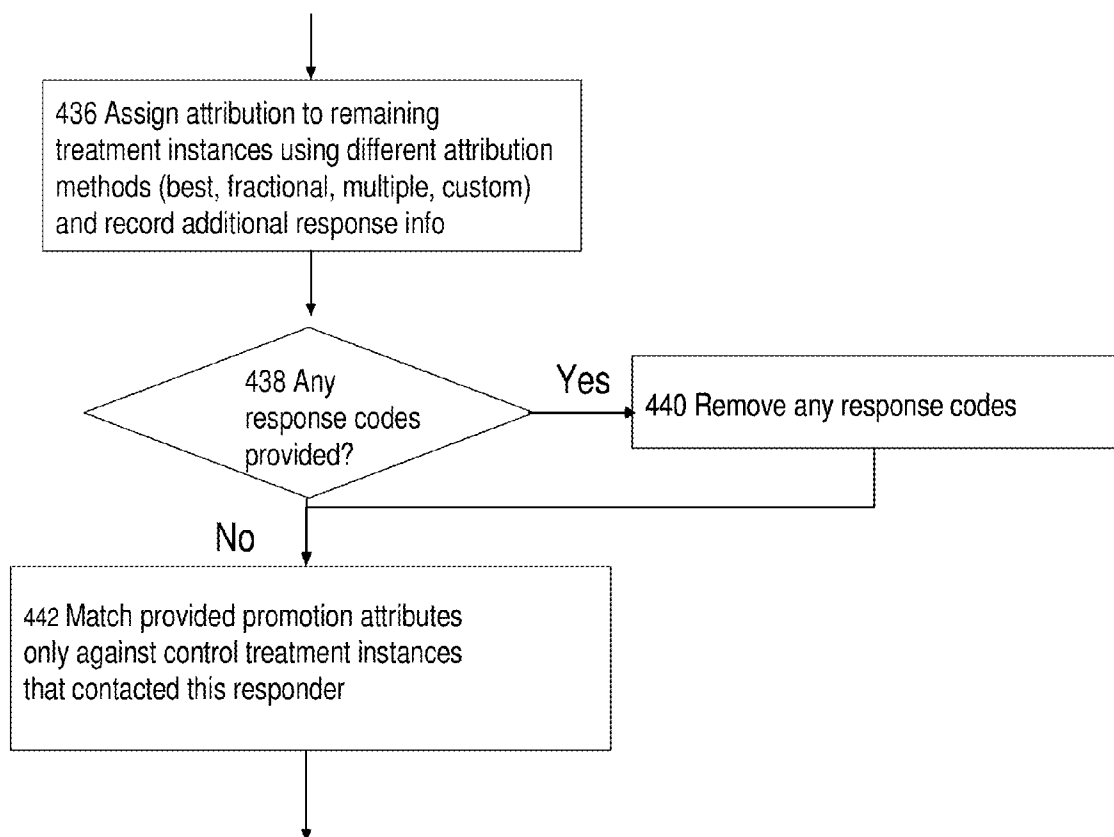 436 Assign attribution to remaining
treatment instances using different attribution
methods (best, fractional, multiple, custom)
and record additional response info
438 Any
response codes
provided?
Yes
440 Remove any response codes
No
442 Match provided promotion attributes
only against control treatment instances
that contacted this responder